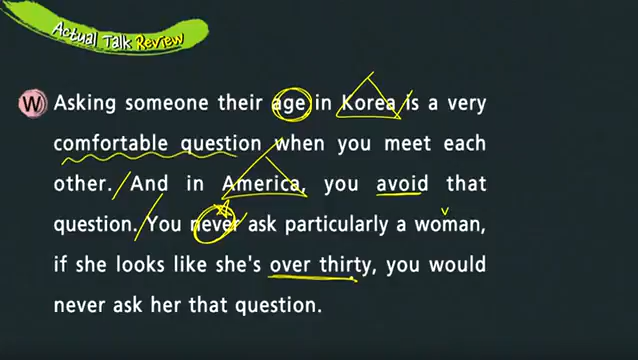 Actual Talk Review
W Asking someone their age in Korea is a very
comfortable question when you meet each
other. And in America, you avoid that
question. You never ask particularly a woman,
if she looks like she's over thirty, you would
never ask her that question.